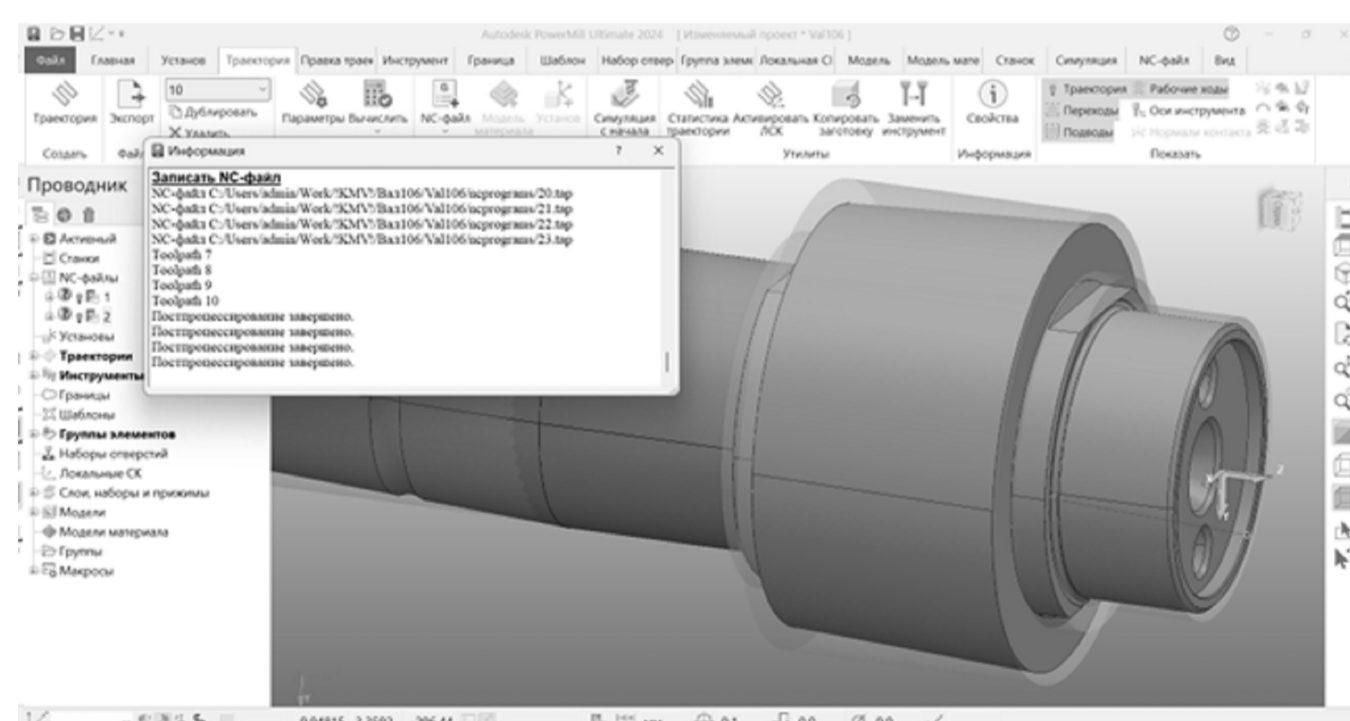 Autodesk PowerMill Ultimate 2024 [ Изменяемый проект * Val106 ]
Файл Главная Установ Траектория Правка траек Инструмент Граница Шаблон Набор отвер Группа элеме Локальная СІ Модель Модель мате Станок Симуляция NC-файл Вид
10
Дублировать
Удалить
Траектория Экспорт Параметры Вычислить NC-файл Модель материала Установ Симуляция с начала Статистика траектории Активировать ЛСК Копировать заготовку Заменить инструмент Свойства
Траектория Рабочие ходы
Переходы Оси инструмента
Подводы Нормали контакта
Создать Файл Утилиты Информация Показать
Информация ? ×
Записать NC-файл
NC-файл C:/Users/admin/Work/!KMV!/Вал106/Val106/ncprograms/20.tap
NC-файл C:/Users/admin/Work/!KMV!/Вал106/Val106/ncprograms/21.tap
NC-файл C:/Users/admin/Work/!KMV!/Вал106/Val106/ncprograms/22.tap
NC-файл C:/Users/admin/Work/!KMV!/Вал106/Val106/ncprograms/23.tap
Toolpath 7
Toolpath 8
Toolpath 9
Toolpath 10
Постпроцессирование завершено.
Постпроцессирование завершено.
Постпроцессирование завершено.
Постпроцессирование завершено.
Проводник
Активный
Станки
NC-файлы
1
2
Установы
Траектории
Инструменты
Границы
Шаблоны
Группы элементов
Наборы отверстий
Локальные СК
Слои, наборы и прижимы
Модели
Модели материала
Группы
Макросы
Z
Y